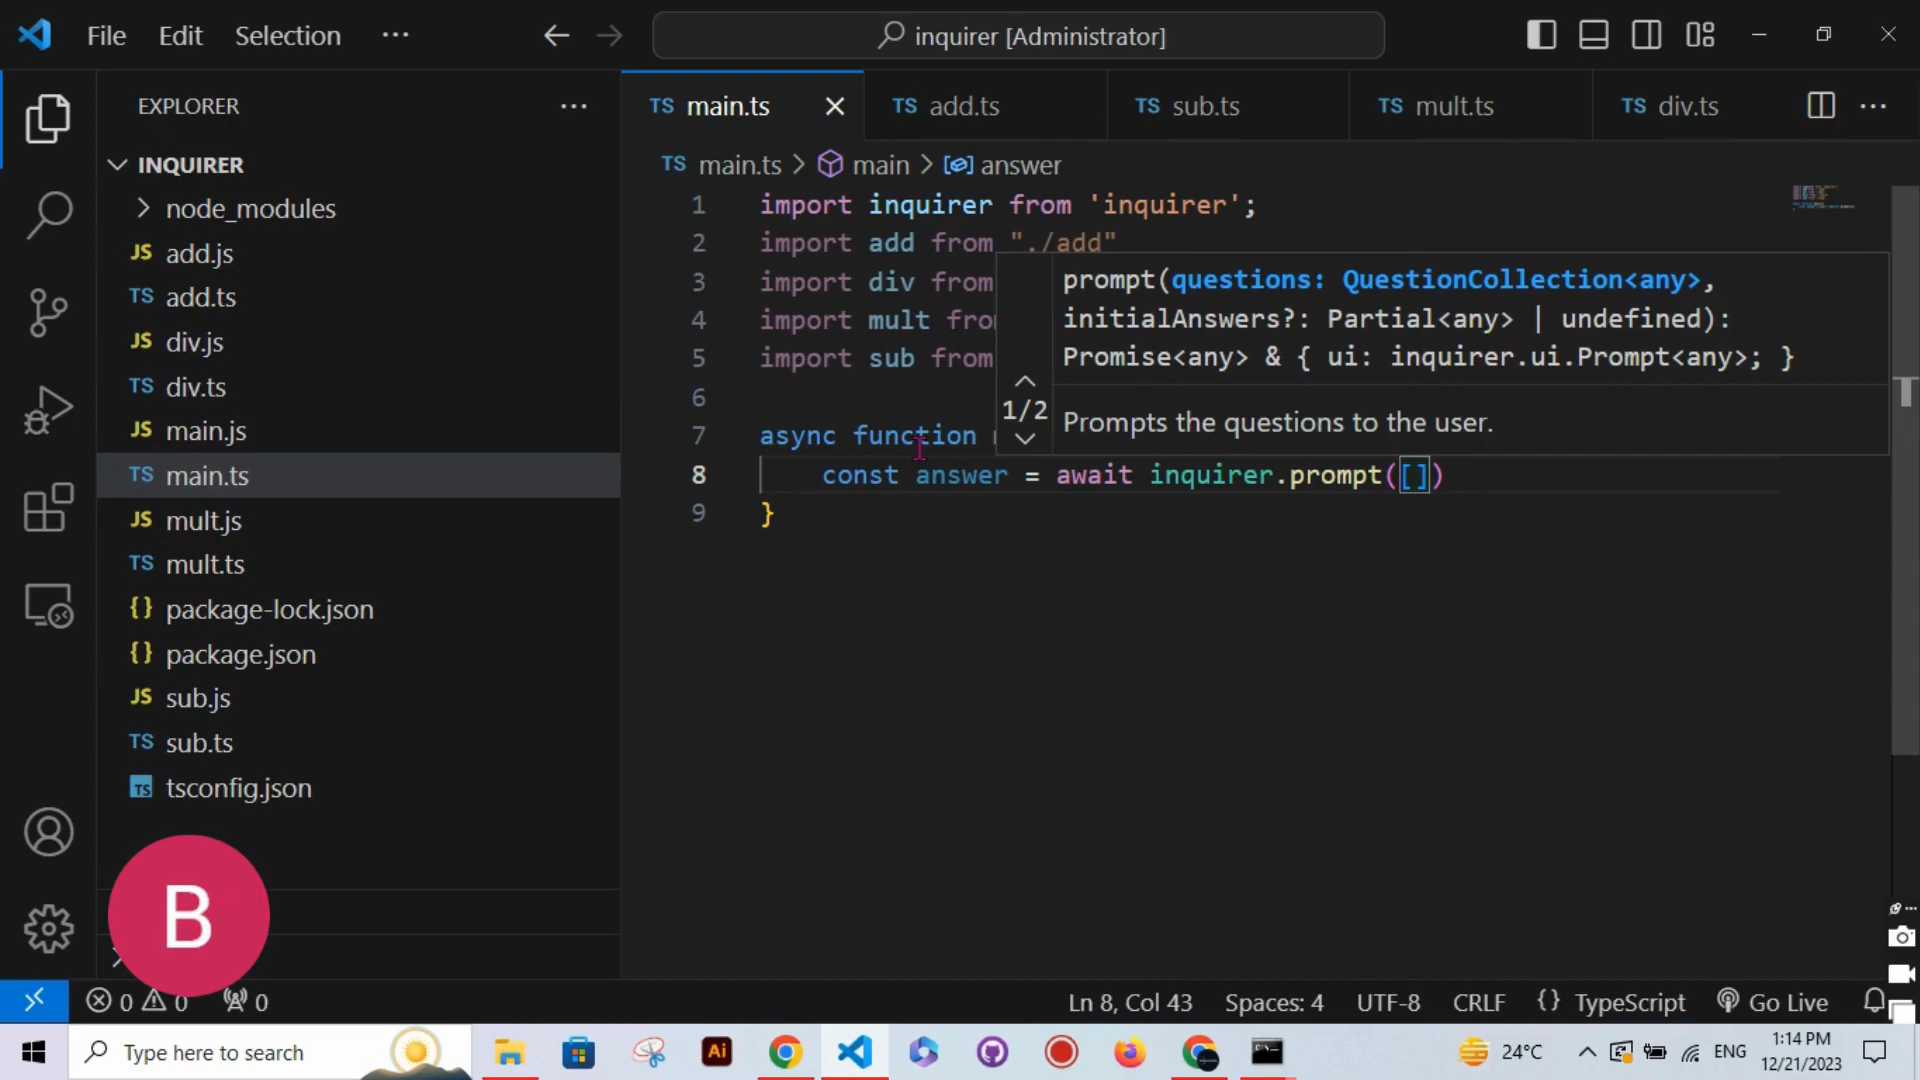 File Edit Selection ··· inquirer [Administrator]
EXPLORER ···
INQUIRER
node_modules
JS add.js
TS add.ts
JS div.js
TS div.ts
JS main.js
TS main.ts
JS mult.js
TS mult.ts
{} package-lock.json
{} package.json
JS sub.js
TS sub.ts
TS tsconfig.json
B
TS main.ts TS add.ts TS sub.ts TS mult.ts TS div.ts ···
TS main.ts > main > answer
1 import inquirer from 'inquirer';
2 import add from "./add"
3 import div from
4 import mult from
5 import sub from
6
7 async function
8 const answer = await inquirer.prompt([])
9 }
prompt(questions: QuestionCollection<any>,
initialAnswers?: Partial<any> | undefined):
Promise<any> & { ui: inquirer.ui.Prompt<any>; }
1/2
Prompts the questions to the user.
0 0 0 Ln 8, Col 43 Spaces: 4 UTF-8 CRLF {} TypeScript Go Live
Type here to search Ai 24°C ENG 1:14 PM
12/21/2023